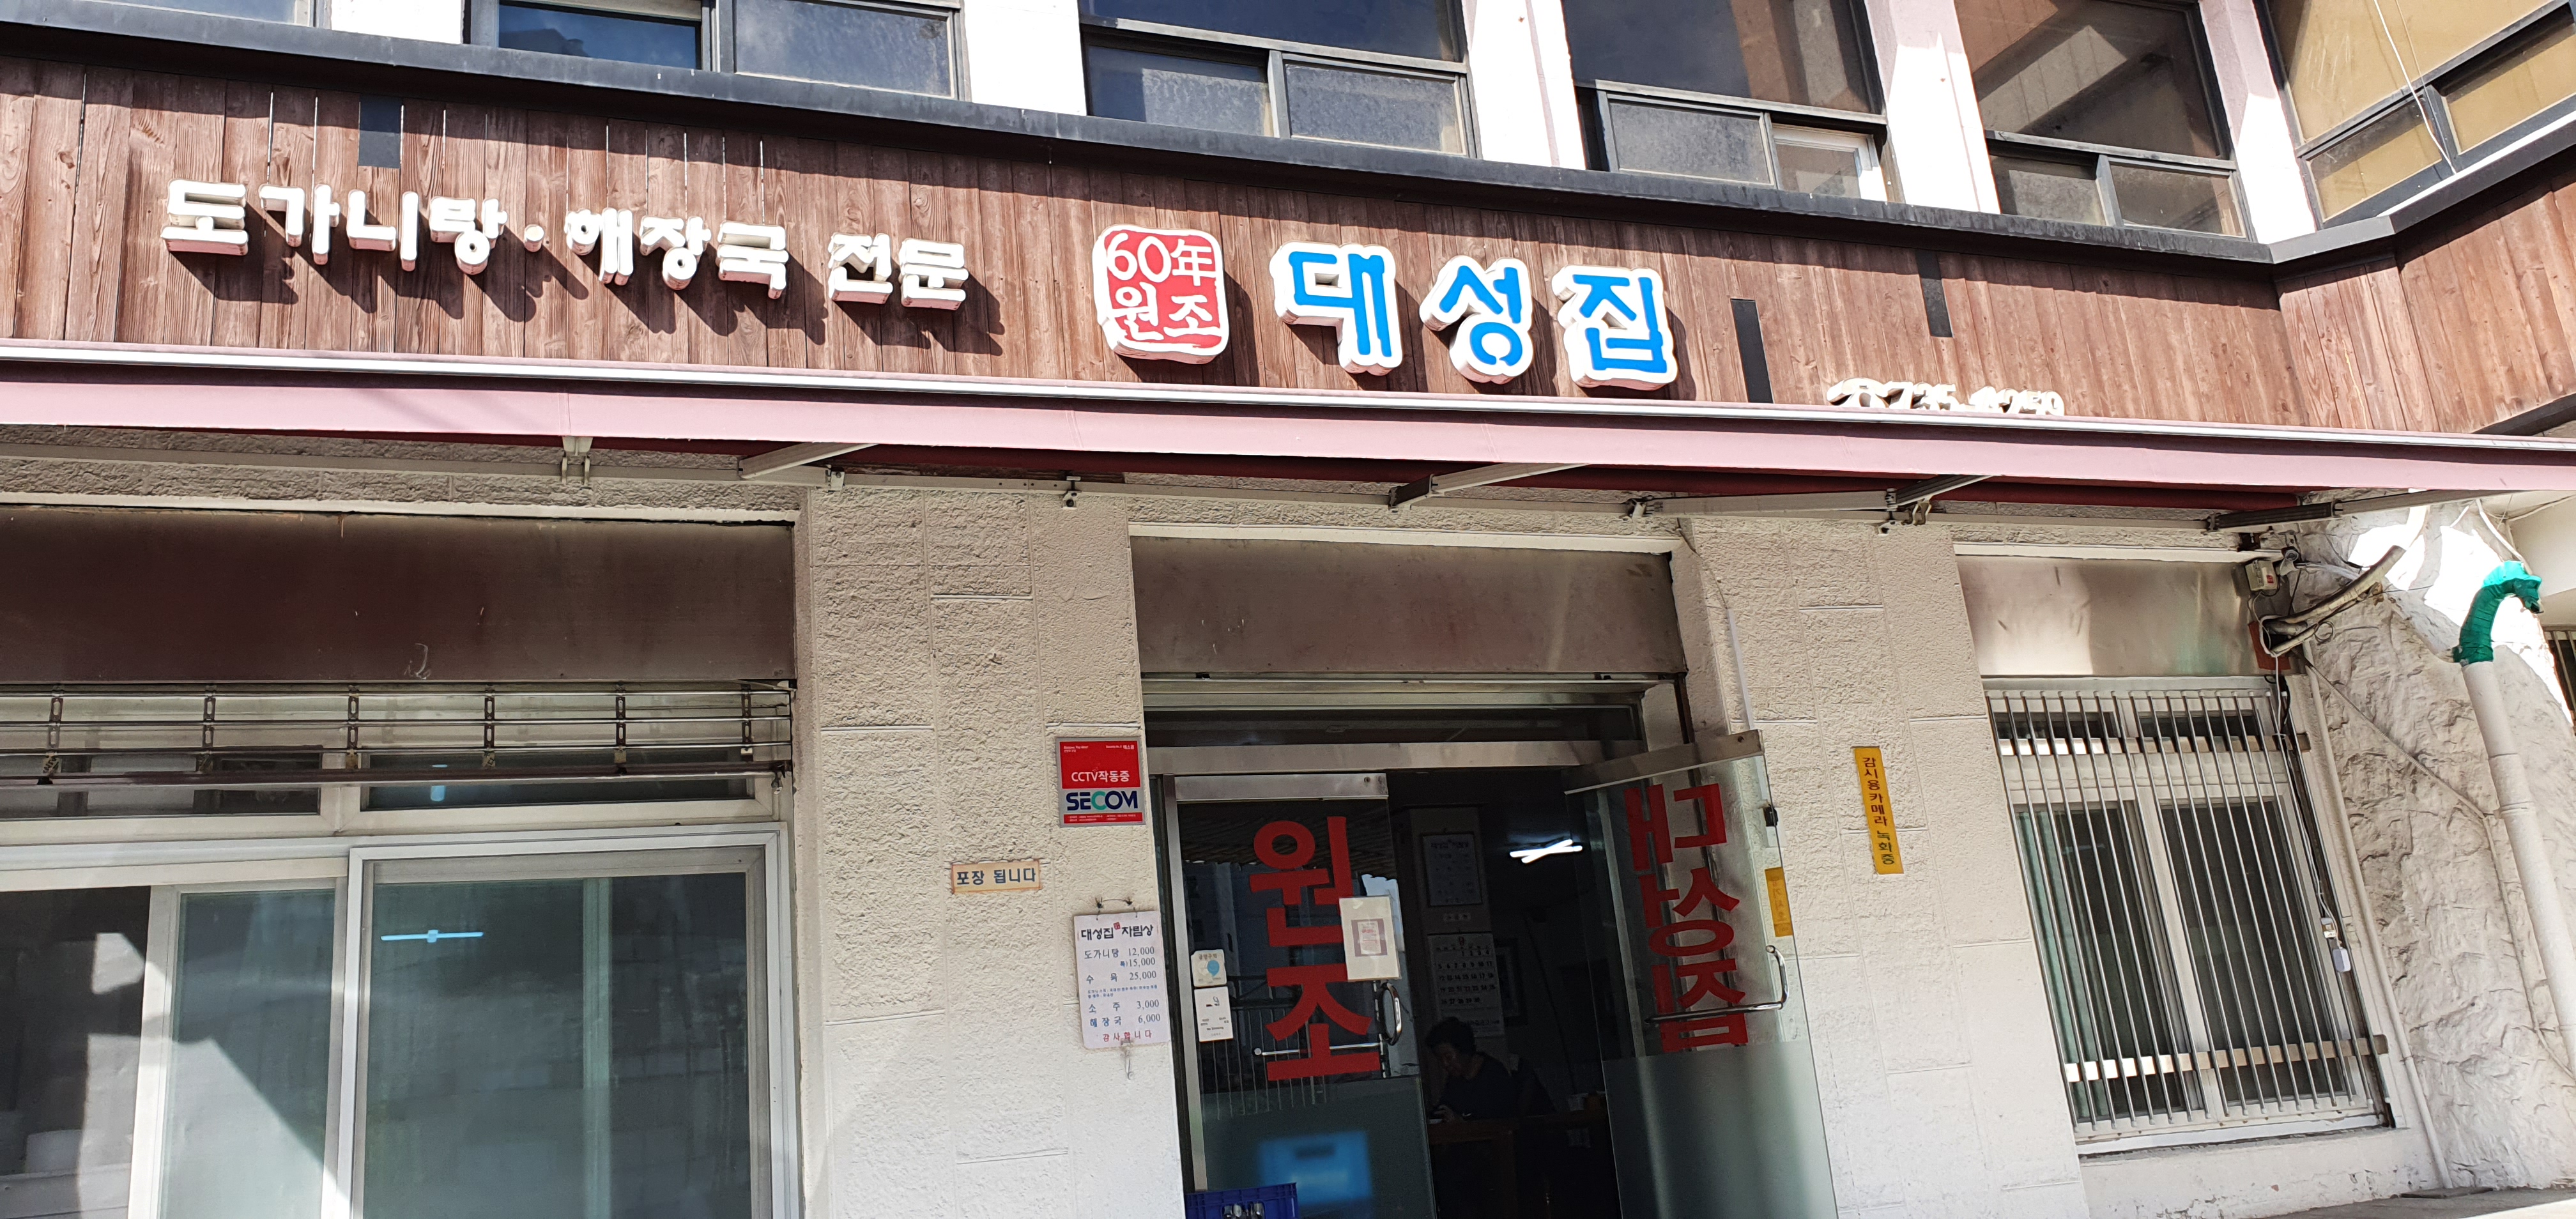 도가니탕·해장국 전문
60年
원조
대성집
CCTV작동중
SECOM
포장 됩니다
대성집 차림상
도가니탕 12,000
특:15,000
수 육 25,000
소 주 3,000
해장국 6,000
감사합니다
원조
대성집
감시용카메라 녹화중